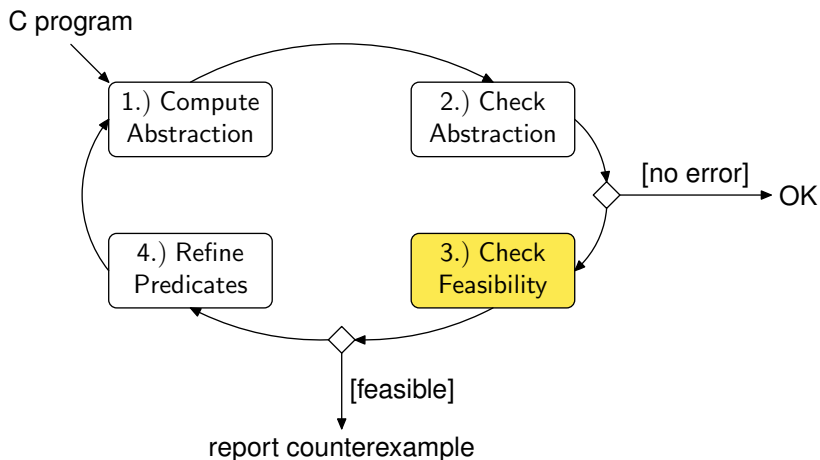 C program
1.) Compute
Abstraction
2.) Check
Abstraction
[no error]
OK
4.) Refine
Predicates
3.) Check
Feasibility
[feasible]
report counterexample